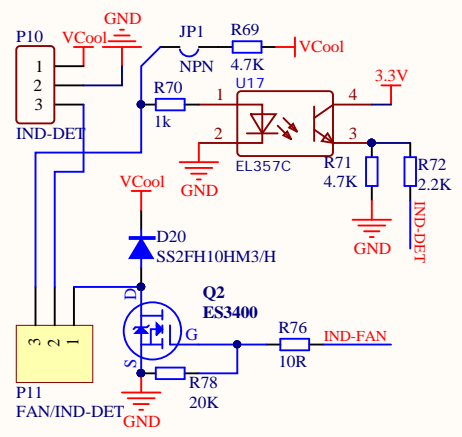 GND
P10
VCool
JP1
R69
1
2
3
NPN
4.7K
VCool
IND-DET
R70
1k
U17
1
2
4
3
EL357C
3.3V
GND
R71
4.7K
R72
2.2K
GND
IND-DET
VCool
D20
SS2FH10HM3/H
D
Q2
ES3400
G
S
R76
10R
IND-FAN
3
2
1
R78
20K
P11
FAN/IND-DET
GND